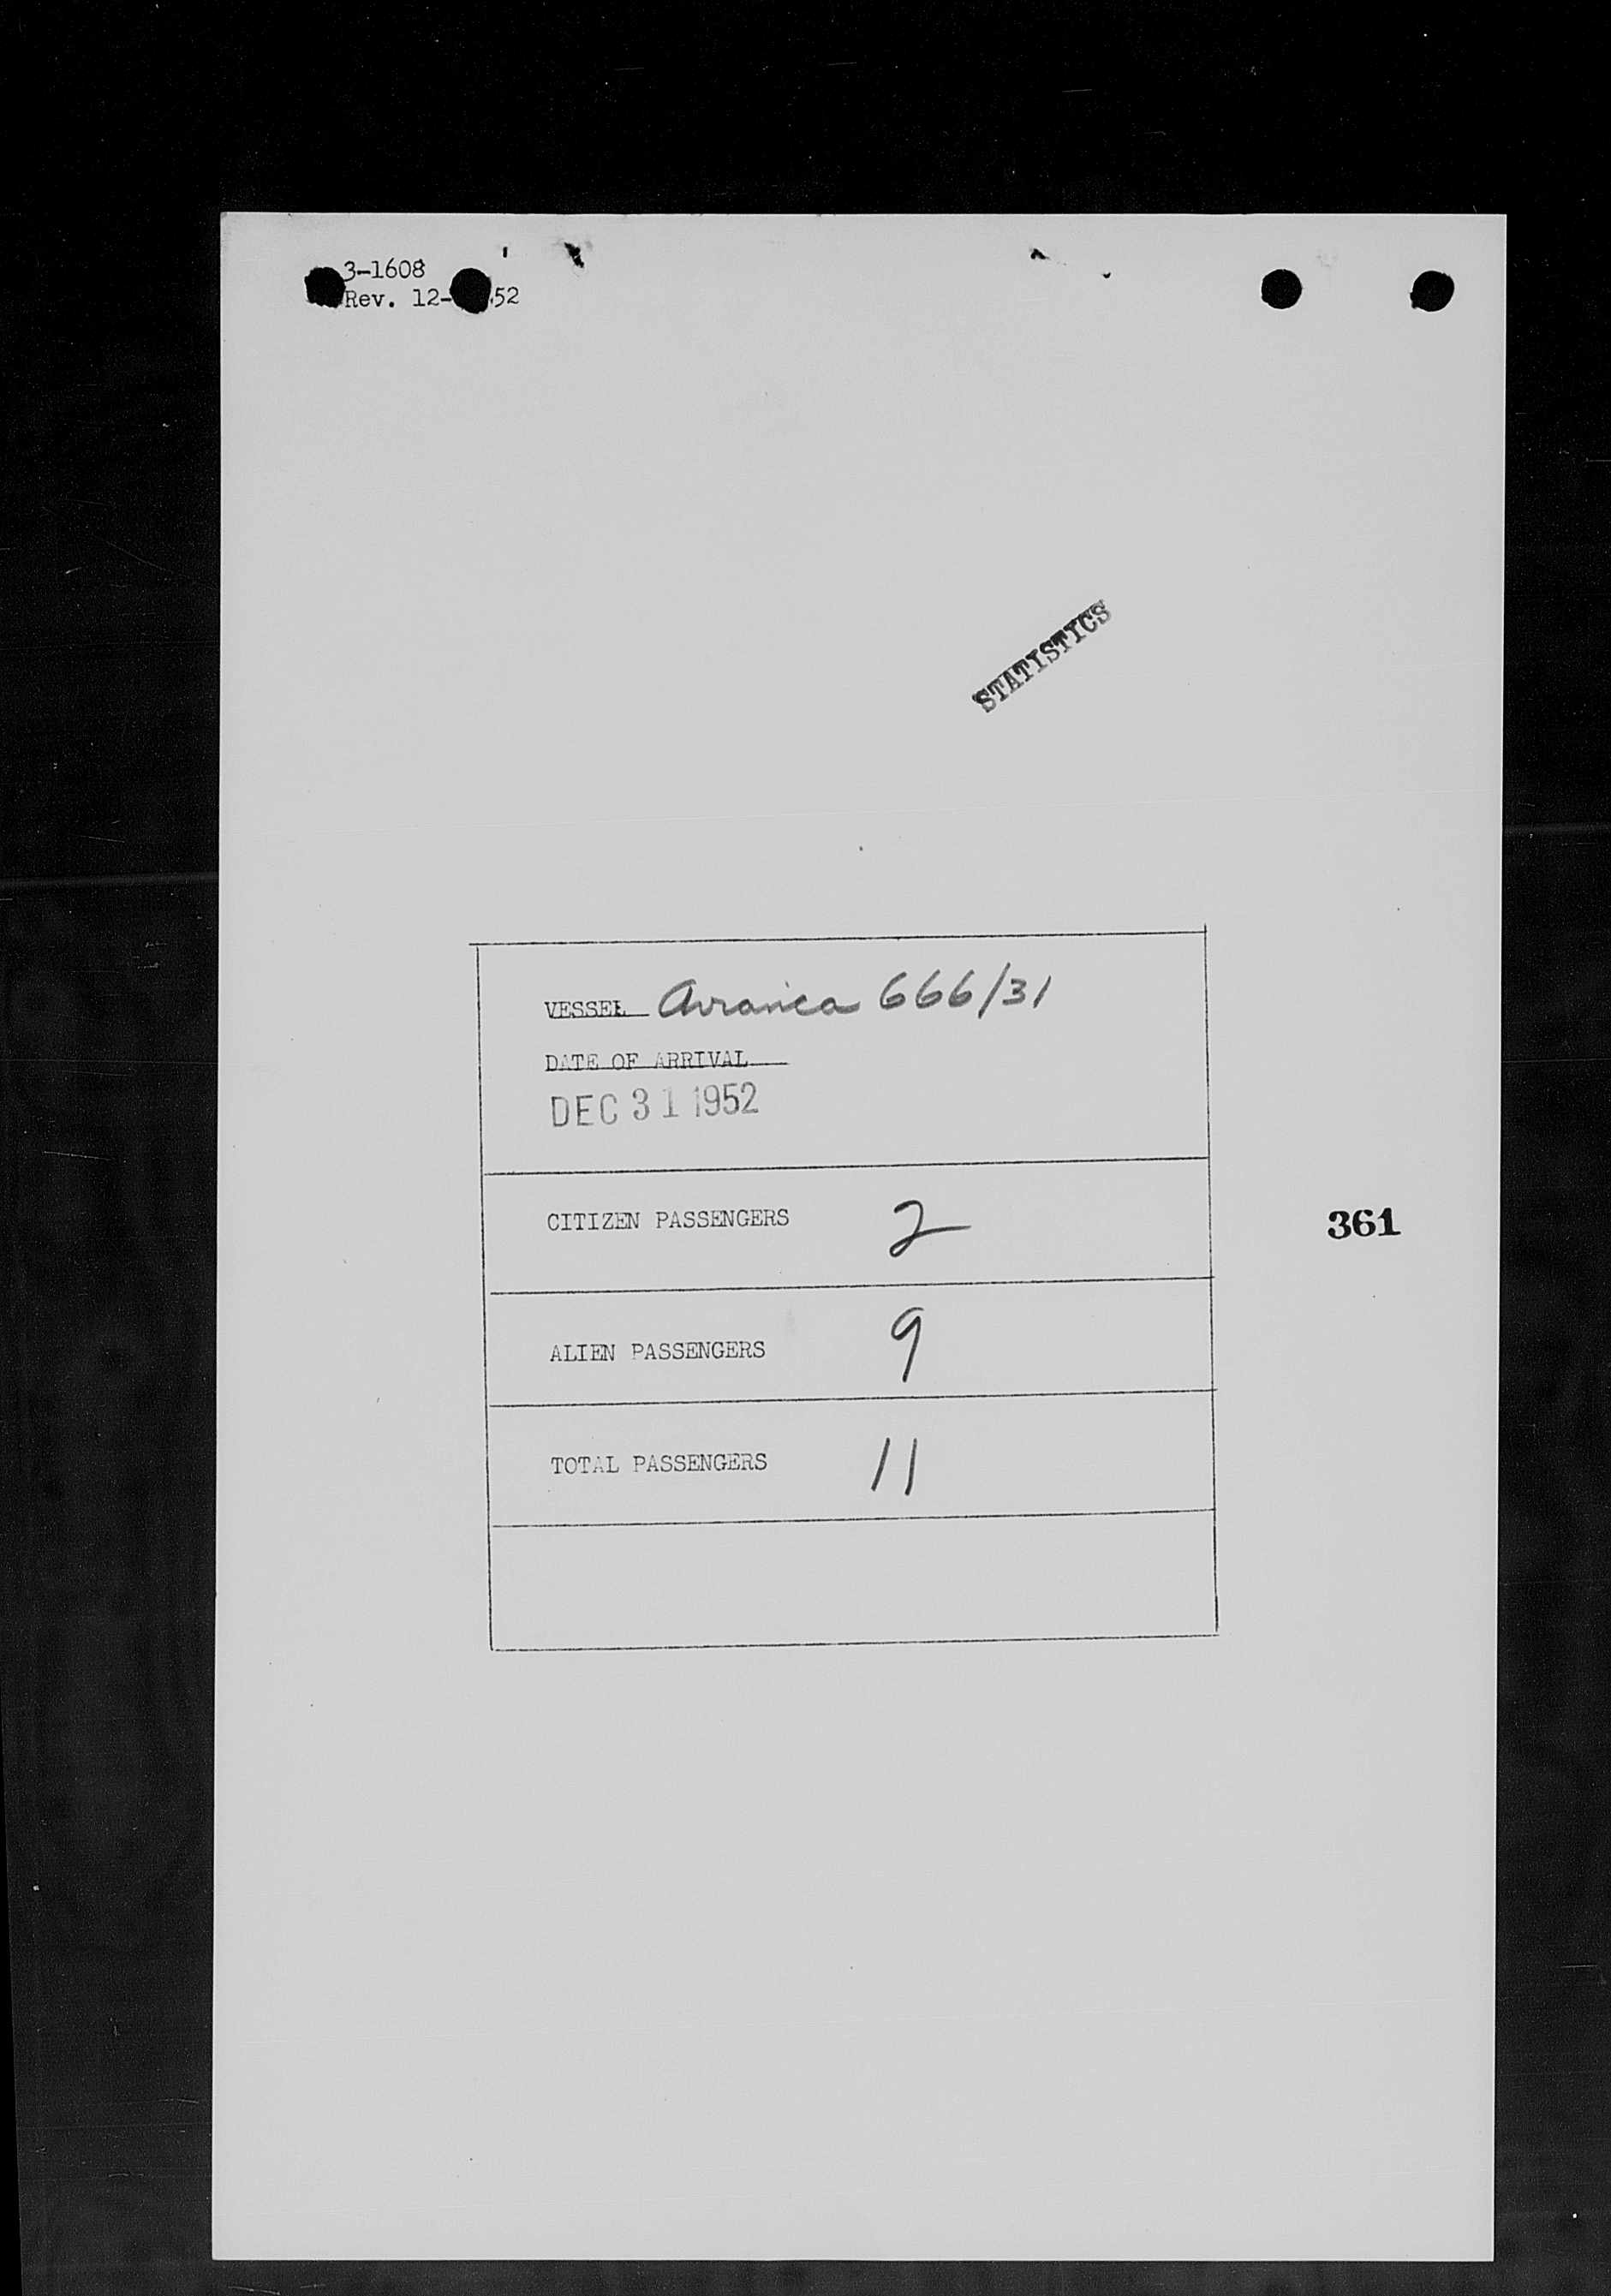 3-1608
Rev. 12- 52
STATISTICS
VESSEL Avianca 666/31
DATE OF ARRIVAL
DEC 31 1952
CITIZEN PASSENGERS 2
361
ALIEN PASSENGERS 9
TOTAL PASSENGERS 11